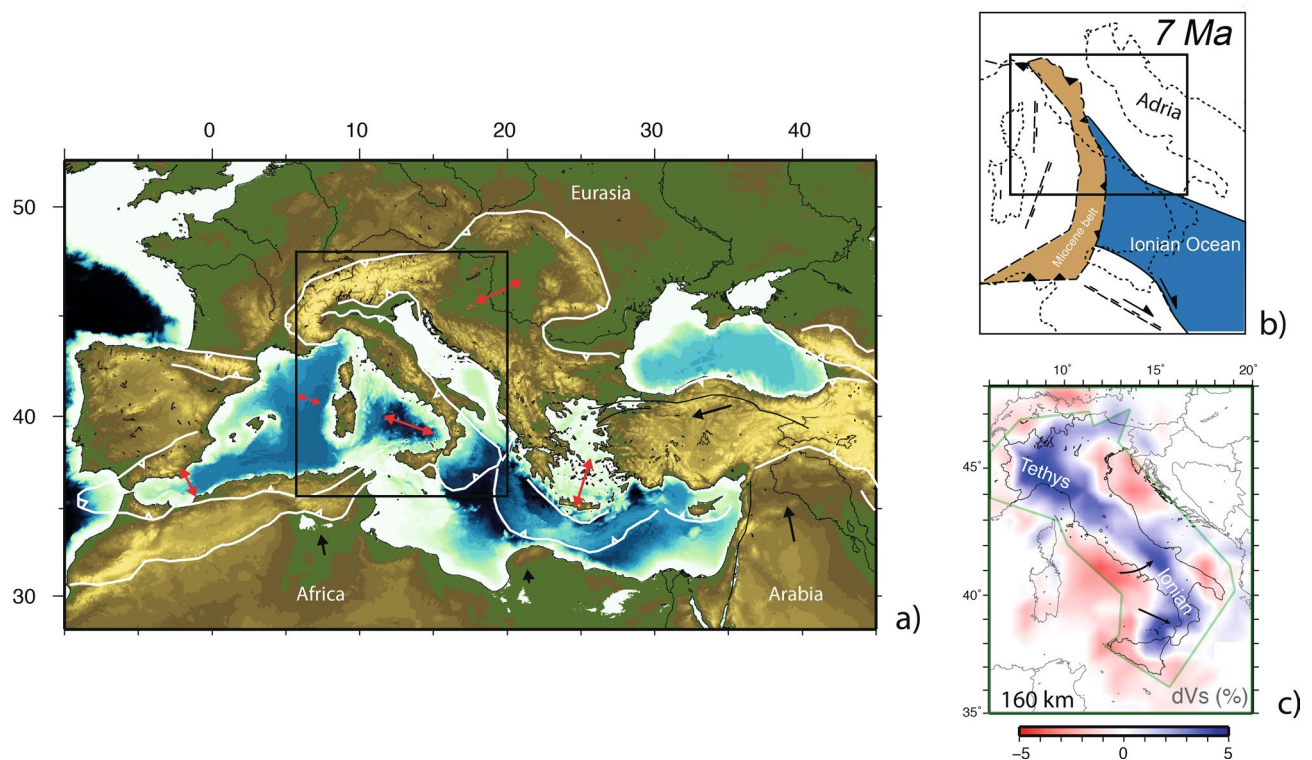 0 10 20 30 40
50
40
30
Eurasia
Africa
Arabia
a)
7 Ma
Adria
Miocene belt
Ionian Ocean
b)
10° 15° 20°
45°
40°
35°
Tethys
Ionian
160 km
dVs (%)
c)
−5 0 5